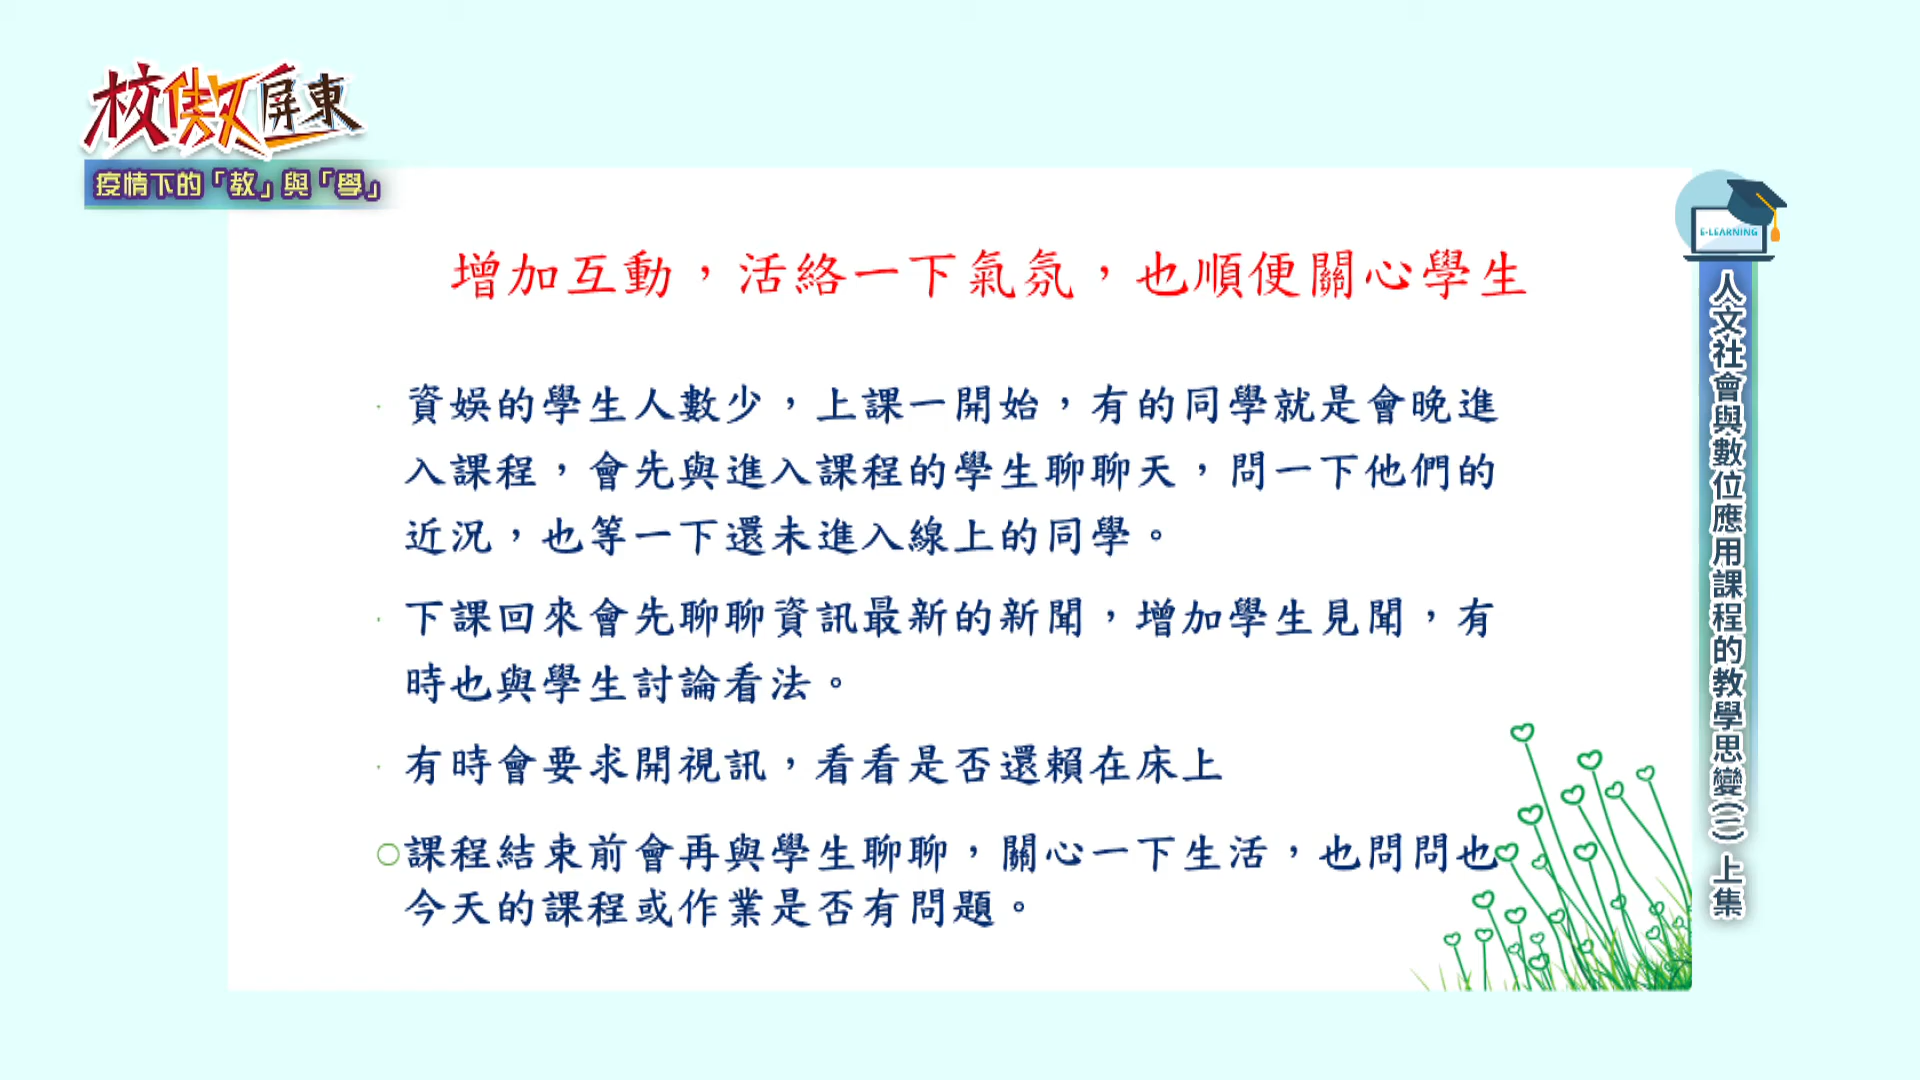 校傲屏東
疫情下的「教」與「學」
E-LEARNING
增加互動，活絡一下氣氛，也順便關心學生
資娛的學生人數少，上課一開始，有的同學就是會晚進
入課程，會先與進入課程的學生聊聊天，問一下他們的
近況，也等一下還未進入線上的同學。
下課回來會先聊聊資訊最新的新聞，增加學生見聞，有
時也與學生討論看法。
有時會要求開視訊，看看是否還賴在床上
課程結束前會再與學生聊聊，關心一下生活，也問問也
今天的課程或作業是否有問題。
人文社會與數位應用課程的教學思變(二)上集